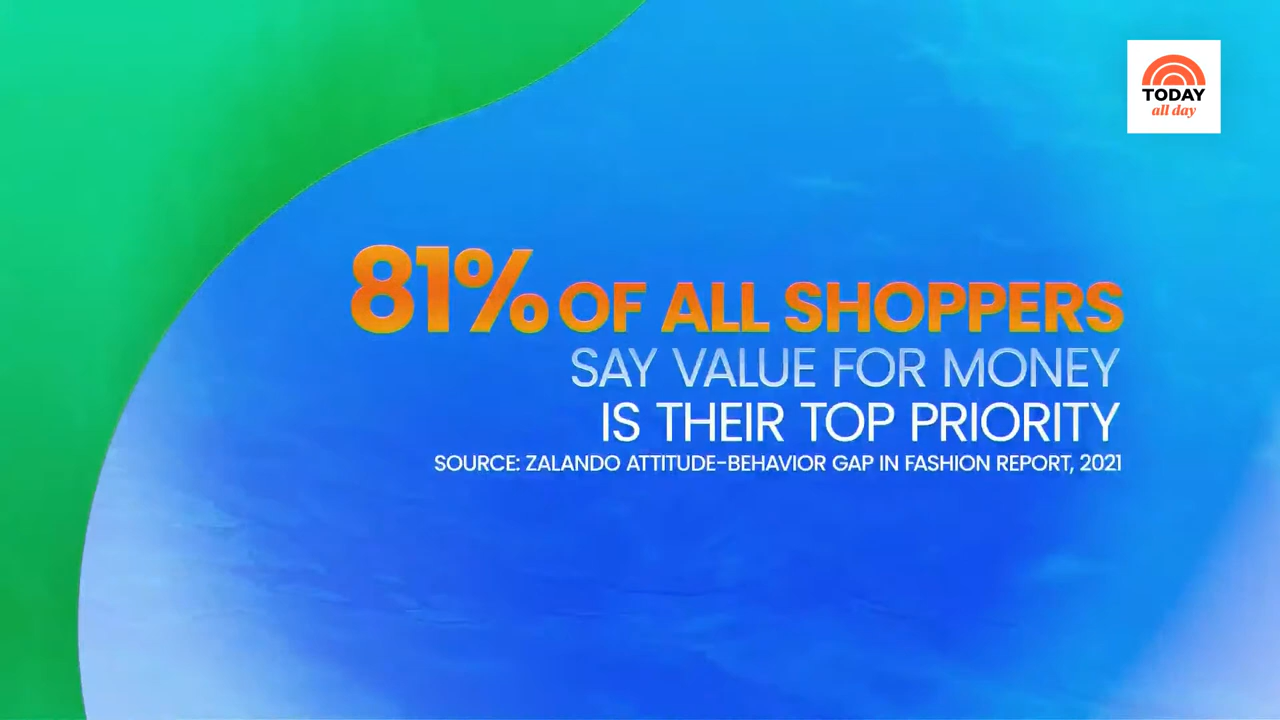 TODAY
all day
81% OF ALL SHOPPERS
SAY VALUE FOR MONEY
IS THEIR TOP PRIORITY
SOURCE: ZALANDO ATTITUDE-BEHAVIOR GAP IN FASHION REPORT, 2021